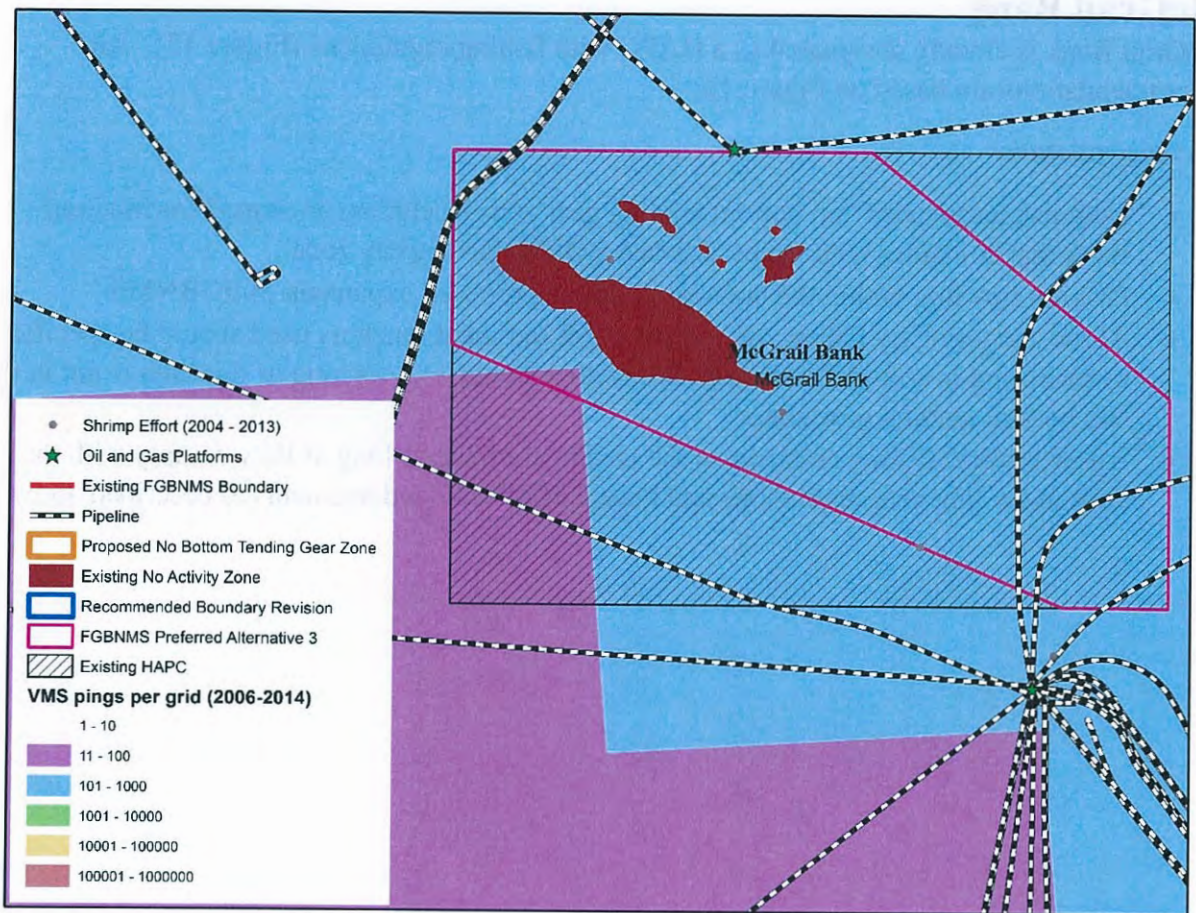 McGrail Bank
McGrail Bank
Shrimp Effort (2004 - 2013)
Oil and Gas Platforms
Existing FGBNMS Boundary
Pipeline
Proposed No Bottom Tending Gear Zone
Existing No Activity Zone
Recommended Boundary Revision
FGBNMS Preferred Alternative 3
Existing HAPC
VMS pings per grid (2006-2014)
1 - 10
11 - 100
101 - 1000
1001 - 10000
10001 - 100000
100001 - 1000000